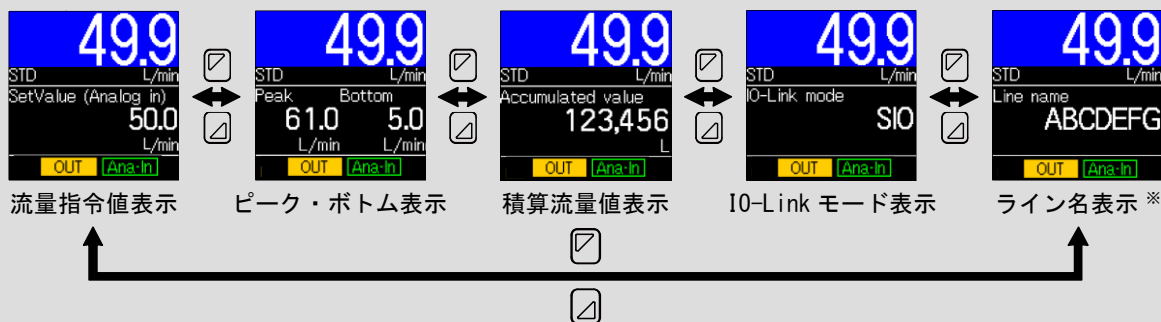 49.9
STD L/min
SetValue (Analog in)
50.0
L/min
OUT Ana-In
流量指令値表示
49.9
STD L/min
Peak Bottom
61.0 5.0
L/min L/min
OUT Ana-In
ピーク・ボトム表示
49.9
STD L/min
Accumulated value
123,456
L
OUT Ana-In
積算流量値表示
49.9
STD L/min
IO-Link mode
SIO
OUT Ana-In
IO-Link モード表示
49.9
STD L/min
Line name
ABCDEFG
OUT Ana-In
ライン名表示 ※